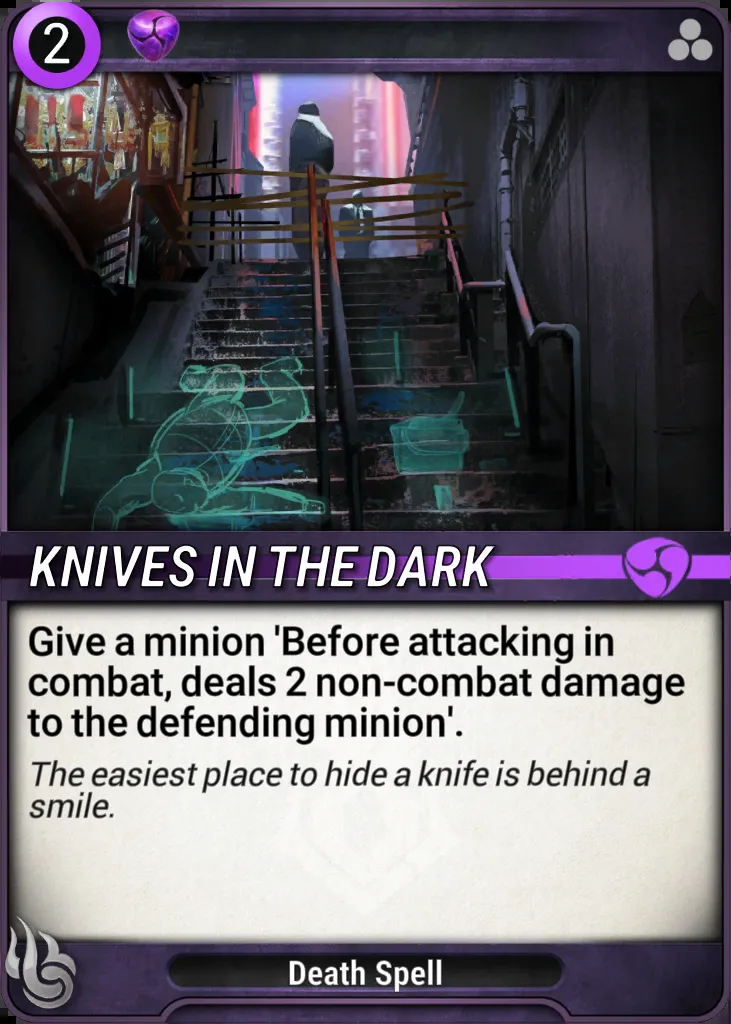 2
KNIVES IN THE DARK
Give a minion 'Before attacking in
combat, deals 2 non-combat damage
to the defending minion'.
The easiest place to hide a knife is behind a
smile.
Death Spell